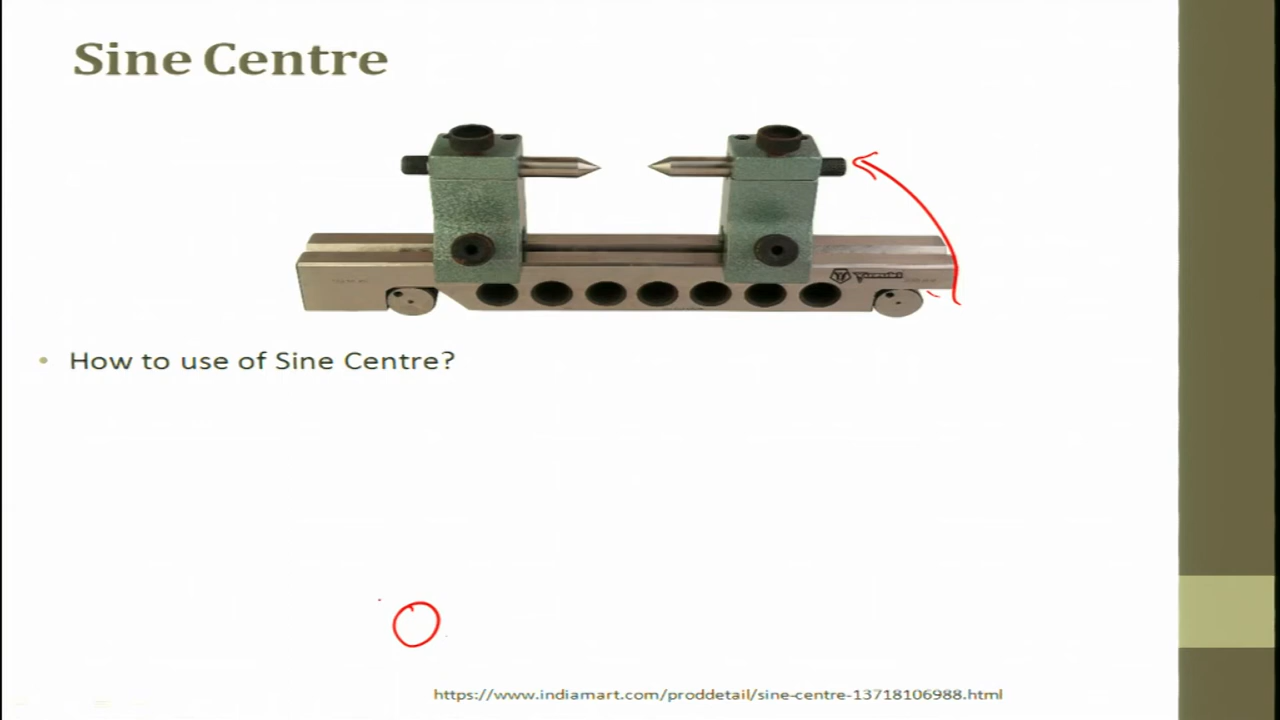 Sine Centre
How to use of Sine Centre?
https://www.indiamart.com/proddetail/sine-centre-13718106988.html